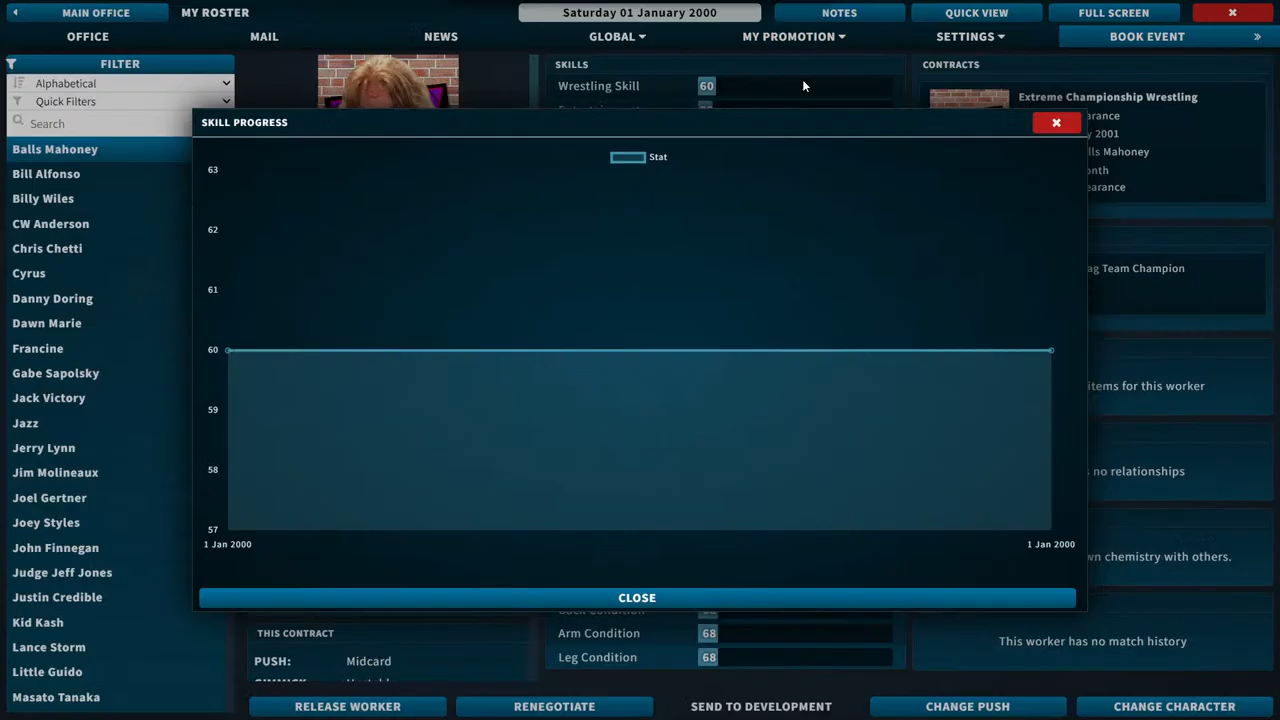 MAIN OFFICE
MY ROSTER
Saturday 01 January 2000
NOTES
QUICK VIEW
FULL SCREEN
OFFICE
MAIL
NEWS
GLOBAL
MY PROMOTION
SETTINGS
BOOK EVENT
FILTER
Alphabetical
Quick Filters
Search
Balls Mahoney
Bill Alfonso
Billy Wiles
CW Anderson
Chris Chetti
Cyrus
Danny Doring
Dawn Marie
Francine
Gabe Sapolsky
Jack Victory
Jazz
Jerry Lynn
Jim Molineaux
Joel Gertner
Joey Styles
John Finnegan
Judge Jeff Jones
Justin Credible
Kid Kash
Lance Storm
Little Guido
Masato Tanaka
SKILLS
Wrestling Skill 60
CONTRACTS
Extreme Championship Wrestling
earance
y 2001
lls Mahoney
onth
earance
ag Team Champion
items for this worker
no relationships
wn chemistry with others.
This worker has no match history
SKILL PROGRESS
Stat
63
62
61
60
59
58
57
1 Jan 2000
1 Jan 2000
CLOSE
Arm Condition 68
Leg Condition 68
THIS CONTRACT
PUSH: Midcard
RELEASE WORKER
RENEGOTIATE
SEND TO DEVELOPMENT
CHANGE PUSH
CHANGE CHARACTER